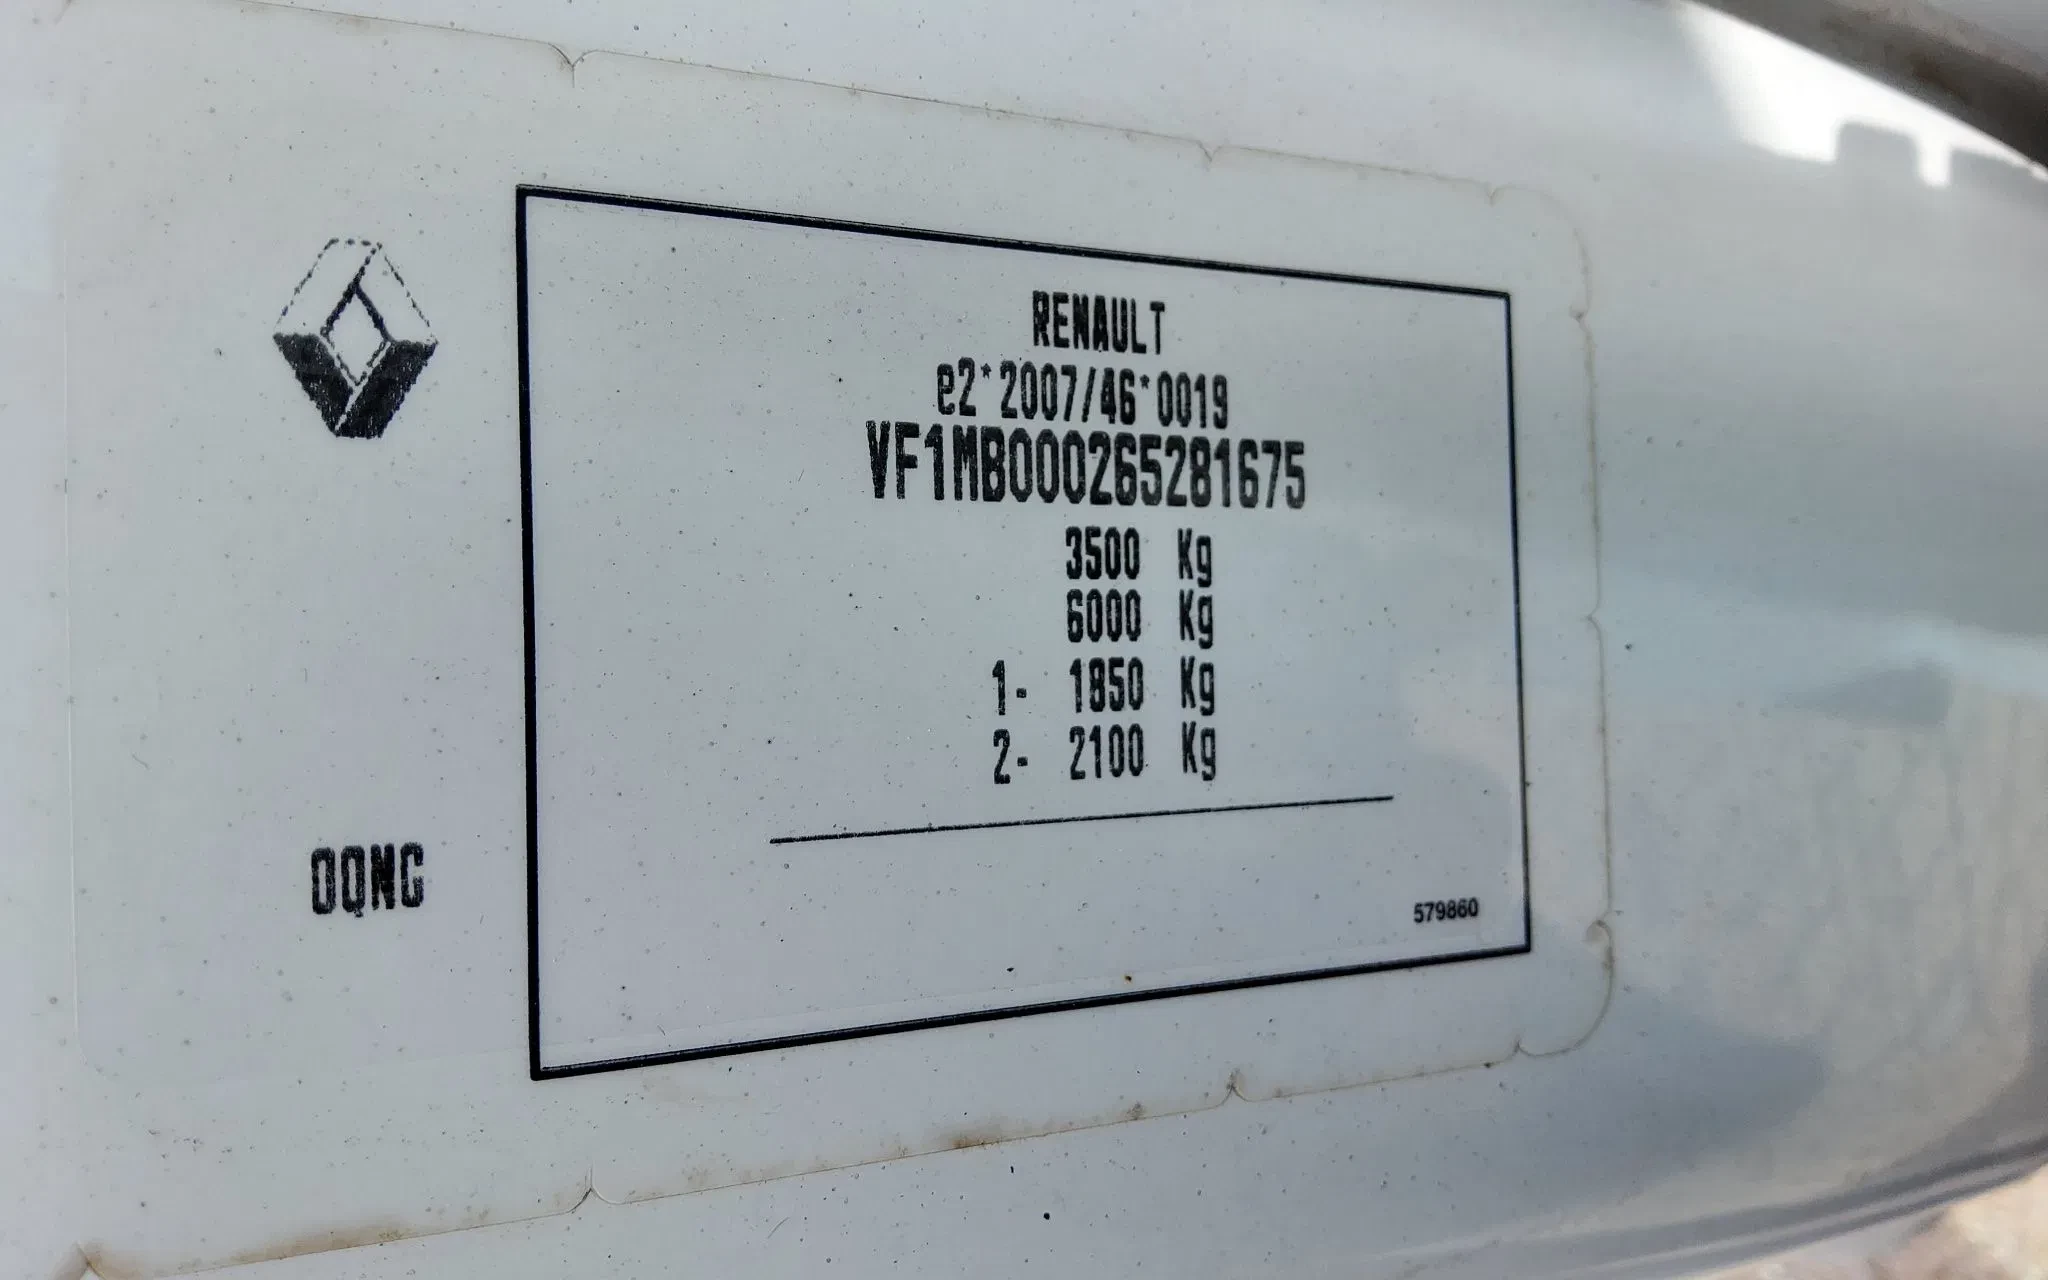 RENAULT
e2*2007/46*0019
VF1MB000265281675
3500 Kg
6000 Kg
1- 1850 Kg
2- 2100 Kg
OQNC
579860